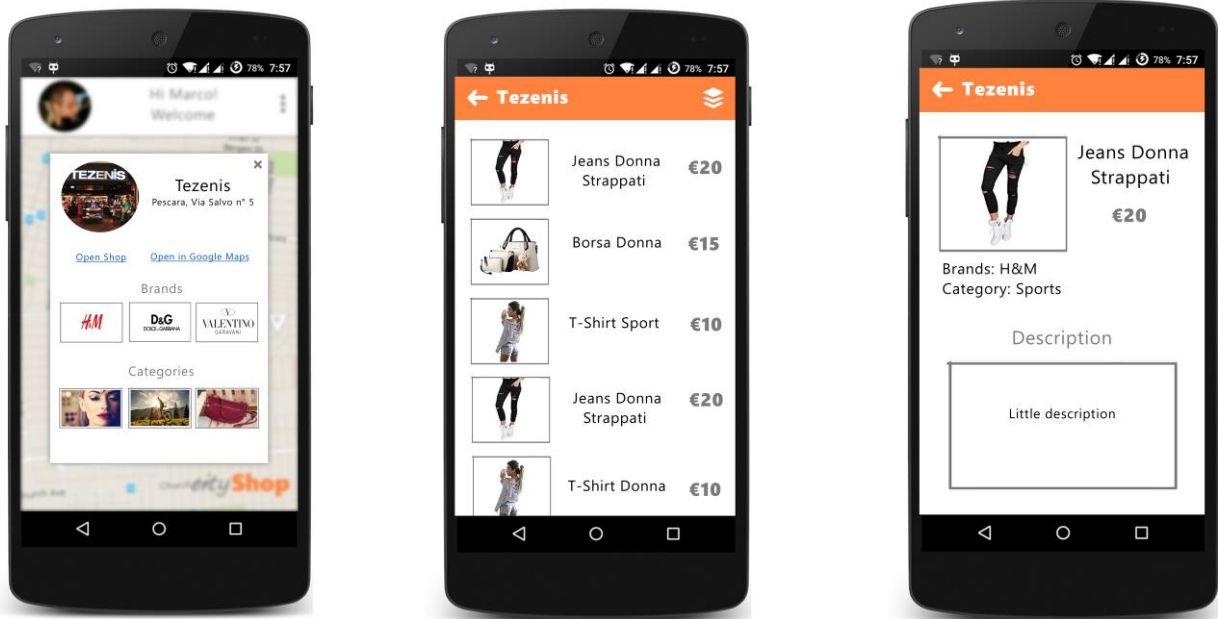 78% 7:57
Hi Marco!
Welcome
TEZENIS
Tezenis
Pescara, Via Salvo n° 5
Open Shop
Open in Google Maps
Brands
H&M
D&G
DOLCE & GABBANA
V
VALENTINO
GARAVANI
Categories
cityShop
78% 7:57
Tezenis
Jeans Donna
Strappati
€20
Borsa Donna
€15
T-Shirt Sport
€10
Jeans Donna
Strappati
€20
T-Shirt Donna
€10
78% 7:57
Tezenis
Jeans Donna
Strappati
€20
Brands: H&M
Category: Sports
Description
Little description